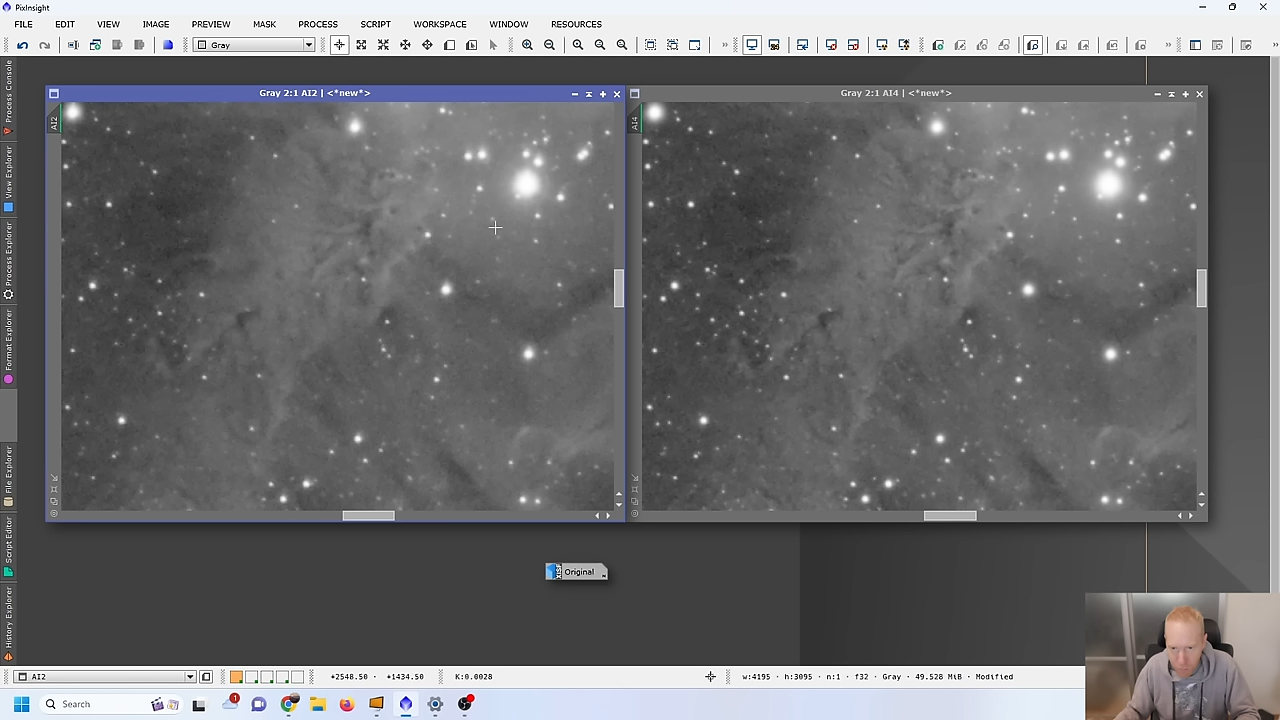 PixInsight
FILE EDIT VIEW IMAGE PREVIEW MASK PROCESS SCRIPT WORKSPACE WINDOW RESOURCES
Gray
Process Console
View Explorer
Process Explorer
Format Explorer
File Explorer
Script Editor
History Explorer
Gray 2:1 AI2 | <*new*>
AI2
Gray 2:1 AI4 | <*new*>
AI4
Original
AI2
+2548.50 +1434.50
K:0.0028
w:4195 · h:3095 · n:1 · f32 · Gray · 49.528 MiB · Modified
Search
1